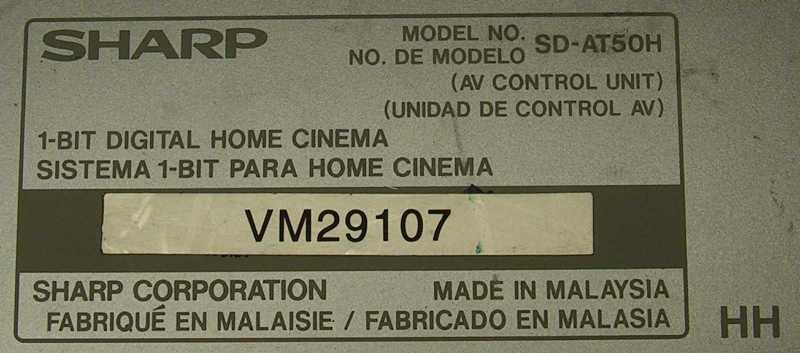 SHARP
MODEL NO.
NO. DE MODELO SD-AT50H
(AV CONTROL UNIT)
(UNIDAD DE CONTROL AV)
1-BIT DIGITAL HOME CINEMA
SISTEMA 1-BIT PARA HOME CINEMA
VM29107
SHARP CORPORATION MADE IN MALAYSIA
FABRIQUÉ EN MALAISIE / FABRICADO EN MALASIA
HH